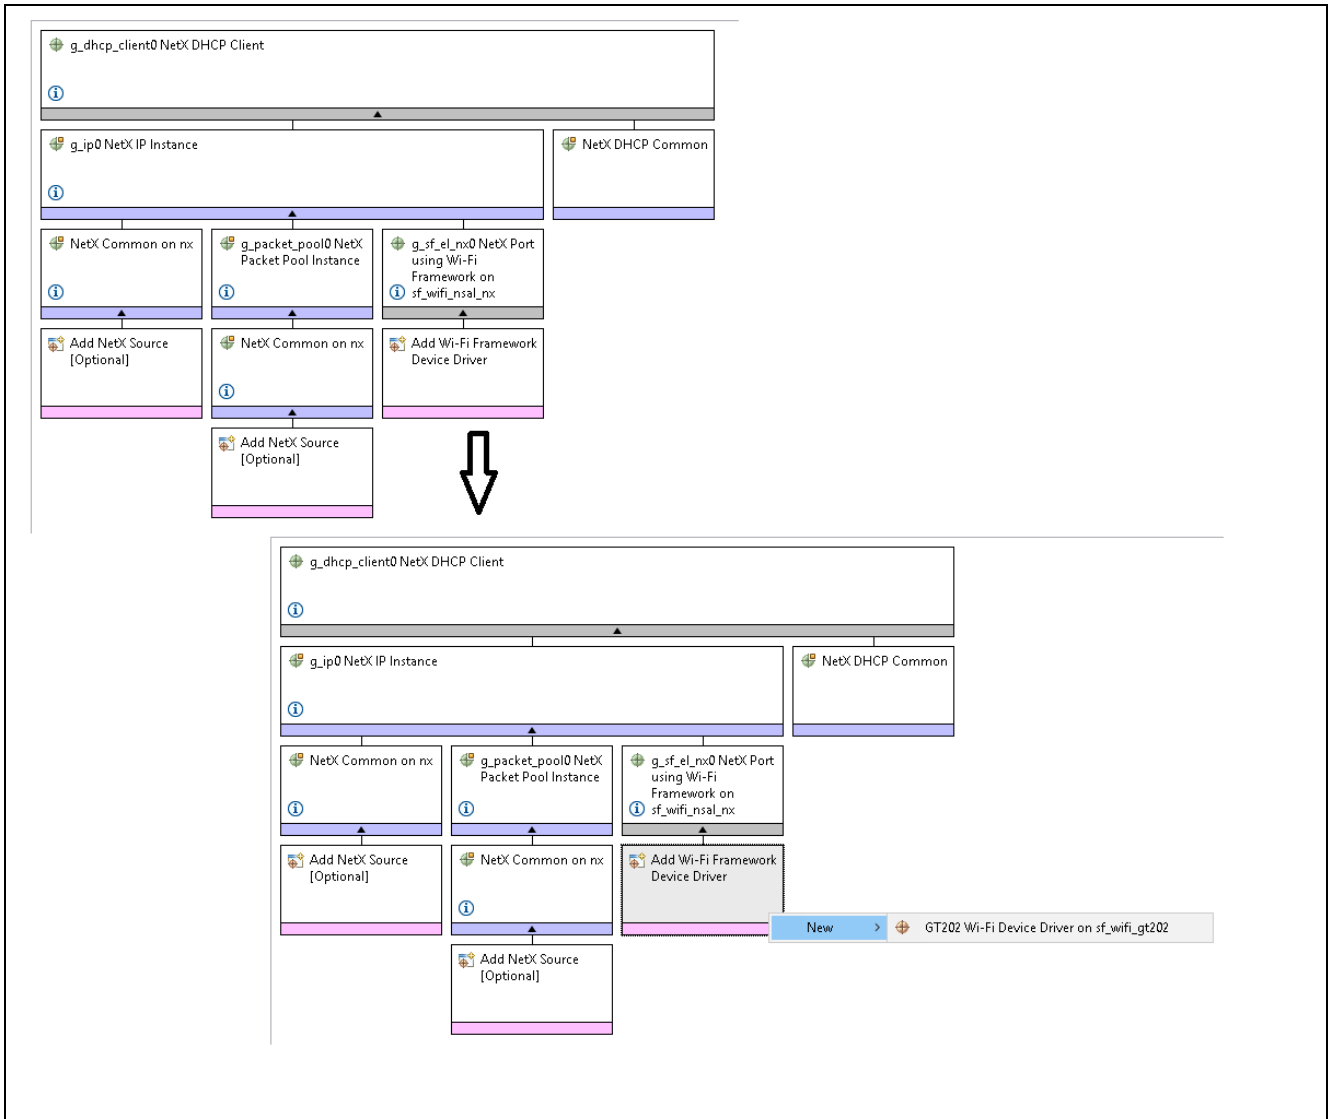 g_dhcp_client0 NetX DHCP Client
g_ip0 NetX IP Instance
NetX DHCP Common
NetX Common on nx
g_packet_pool0 NetX
Packet Pool Instance
g_sf_el_nx0 NetX Port
using Wi-Fi
Framework on
sf_wifi_nsal_nx
Add NetX Source
[Optional]
NetX Common on nx
Add Wi-Fi Framework
Device Driver
Add NetX Source
[Optional]
g_dhcp_client0 NetX DHCP Client
g_ip0 NetX IP Instance
NetX DHCP Common
NetX Common on nx
g_packet_pool0 NetX
Packet Pool Instance
g_sf_el_nx0 NetX Port
using Wi-Fi
Framework on
sf_wifi_nsal_nx
Add NetX Source
[Optional]
NetX Common on nx
Add Wi-Fi Framework
Device Driver
New
GT202 Wi-Fi Device Driver on sf_wifi_gt202
Add NetX Source
[Optional]